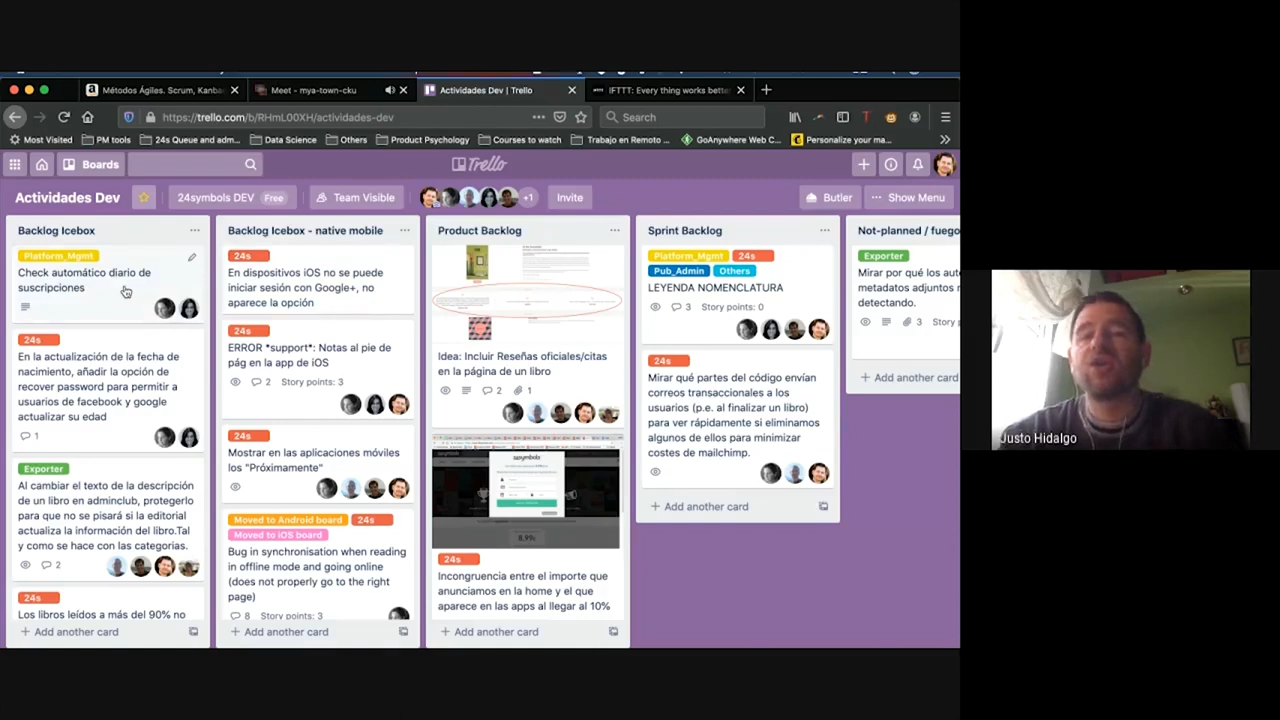 Métodos Ágiles. Scrum, Kanba
Meet - mya-town-cku
Actividades Dev | Trello
IFTTT: Every thing works bette
https://trello.com/b/RHmL00XH/actividades-dev
Search
Most Visited
PM tools
24s Queue and adm...
Others
Data Science
Product Psychology
Courses to watch
Trabajo en Remoto ...
GoAnywhere Web C...
Personalize your ma...
Boards
Trello
Actividades Dev
24symbols DEV Free
Team Visible
+1
Invite
Butler
Show Menu
Backlog Icebox
Platform_Mgmt
Check automático diario de
suscripciones
24s
En la actualización de la fecha de
nacimiento, añadir la opción de
recover password para permitir a
usuarios de facebook y google
actualizar su edad
1
Exporter
Al cambiar el texto de la descripción
de un libro en adminclub, protegerlo
para que no se pisará si la editorial
actualiza la información del libro.Tal
y como se hace con las categorias.
2
24s
Los libros leídos a más del 90% no
+ Add another card
Backlog Icebox - native mobile
24s
En dispositivos iOS no se puede
iniciar sesión con Google+, no
aparece la opción
24s
ERROR *support*: Notas al pie de
pág en la app de iOS
2 Story points: 3
24s
Mostrar en las aplicaciones móviles
los "Próximamente"
Moved to Android board 24s
Moved to iOS board
Bug in synchronisation when reading
in offline mode and going online
(does not properly go to the right
page)
8 Story points: 3
+ Add another card
Product Backlog
Idea: Incluir Reseñas oficiales/citas
en la página de un libro
2 1
24symbols
8,99€
24s
Incongruencia entre el importe que
anunciamos en la home y el que
aparece en las apps al llegar al 10%
+ Add another card
Sprint Backlog
Platform_Mgmt 24s
Pub_Admin Others
LEYENDA NOMENCLATURA
3 Story points: 0
24s
Mirar qué partes del código envían
correos transaccionales a los
usuarios (p.e. al finalizar un libro)
para ver rápidamente si eliminamos
algunos de ellos para minimizar
costes de mailchimp.
+ Add another card
Not-planned / fuego
Exporter
Mirar por qué los aut
metadatos adjuntos n
detectando.
3 Story p
+ Add another card
Justo Hidalgo